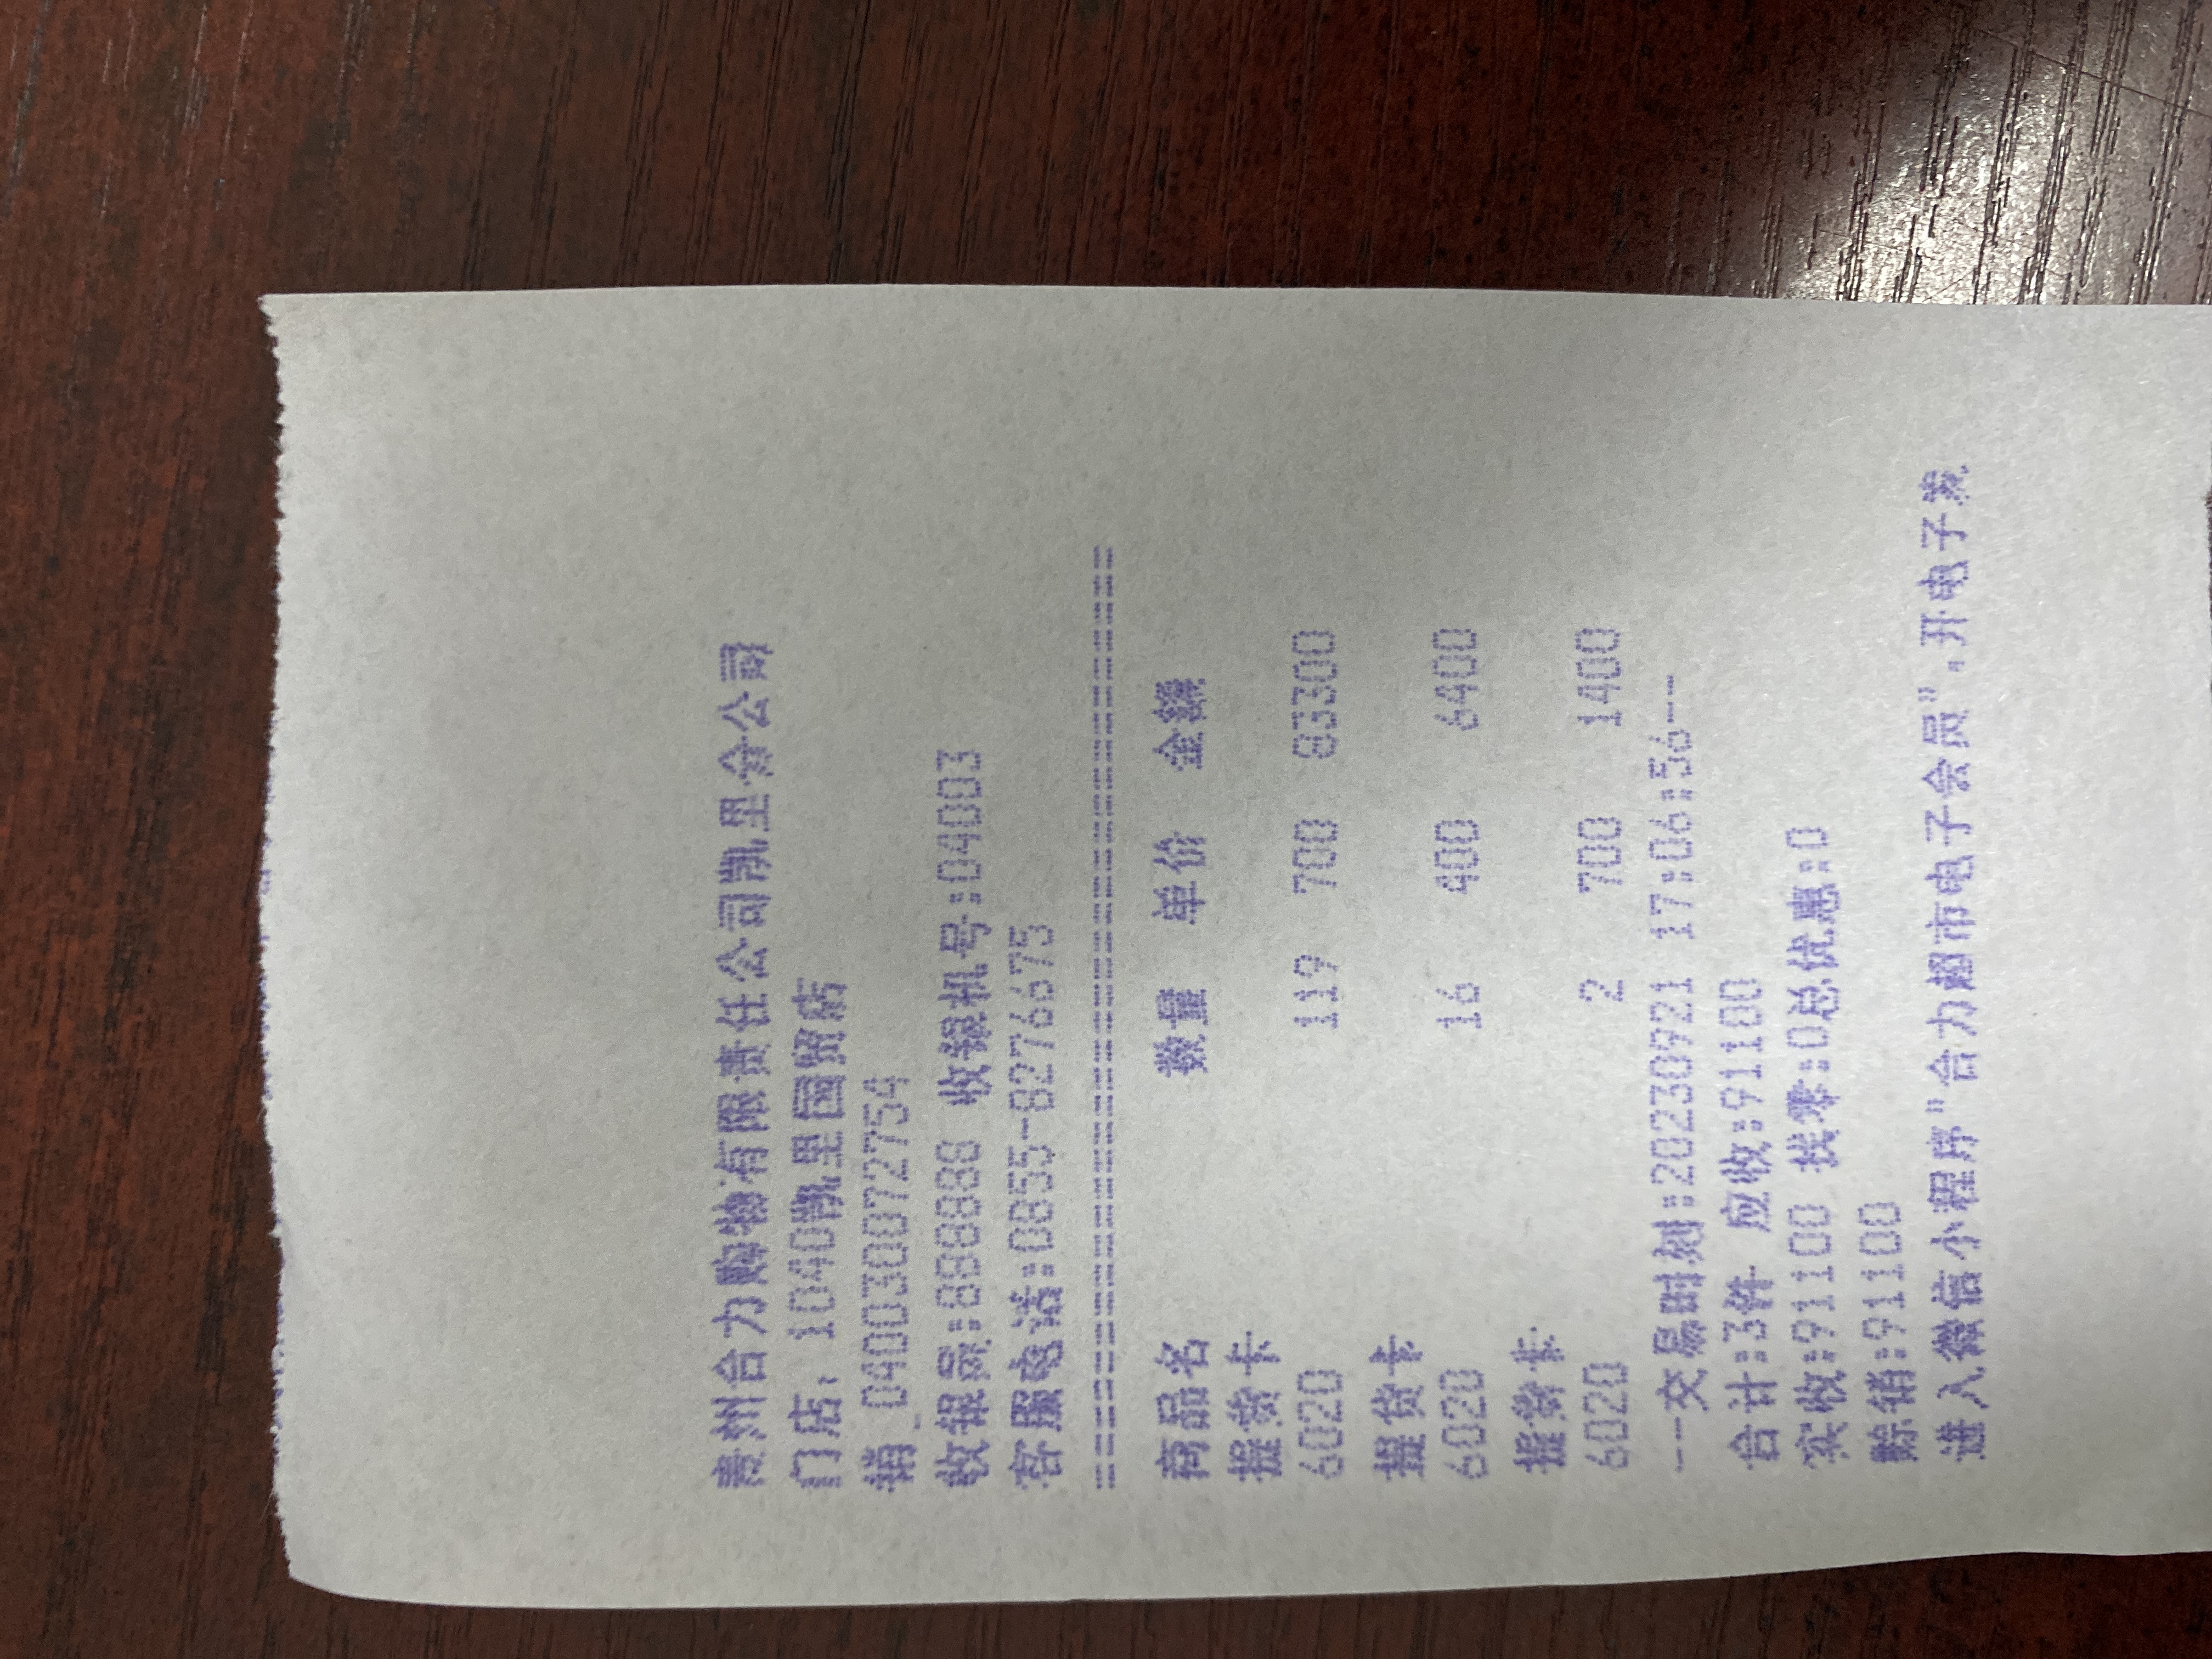 贵州合力购物有限责任公司凯里分公司
门店: 1040凯里国贸店
销_0400300727​54
收银员:88888 收银机号:04003
客服电话:0855-8276675
==========================================
商品名 数量 单价 金额
提货卡
6020 119 700 83300
提货卡
6020 16 400 6400
提货卡
6020 2 700 1400
--交易时刻:20230921 17:06:56--
合计:3件 应收:91100
实收:91100 找零:0总优惠:0
赊销:91100
进入微信小程序"合力超市电子会员",开电子发